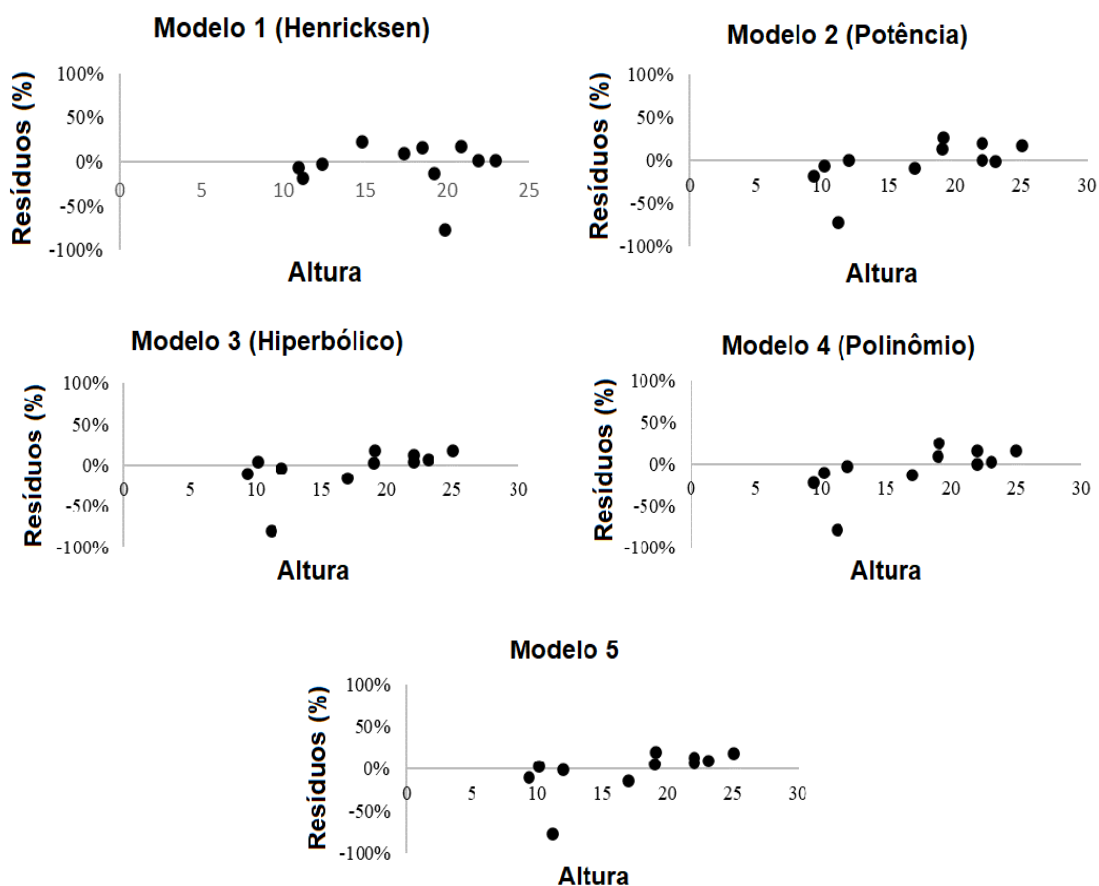 Modelo 1 (Henricksen)
Resíduos (%)
100%
50%
0%
-50%
-100%
0 5 10 15 20 25
Altura
Modelo 2 (Potência)
Resíduos (%)
100%
50%
0%
-50%
-100%
0 5 10 15 20 25 30
Altura
Modelo 3 (Hiperbólico)
Resíduos (%)
100%
50%
0%
-50%
-100%
0 5 10 15 20 25 30
Altura
Modelo 4 (Polinômio)
Resíduos (%)
100%
50%
0%
-50%
-100%
0 5 10 15 20 25 30
Altura
Modelo 5
Resíduos (%)
100%
50%
0%
-50%
-100%
0 5 10 15 20 25 30
Altura